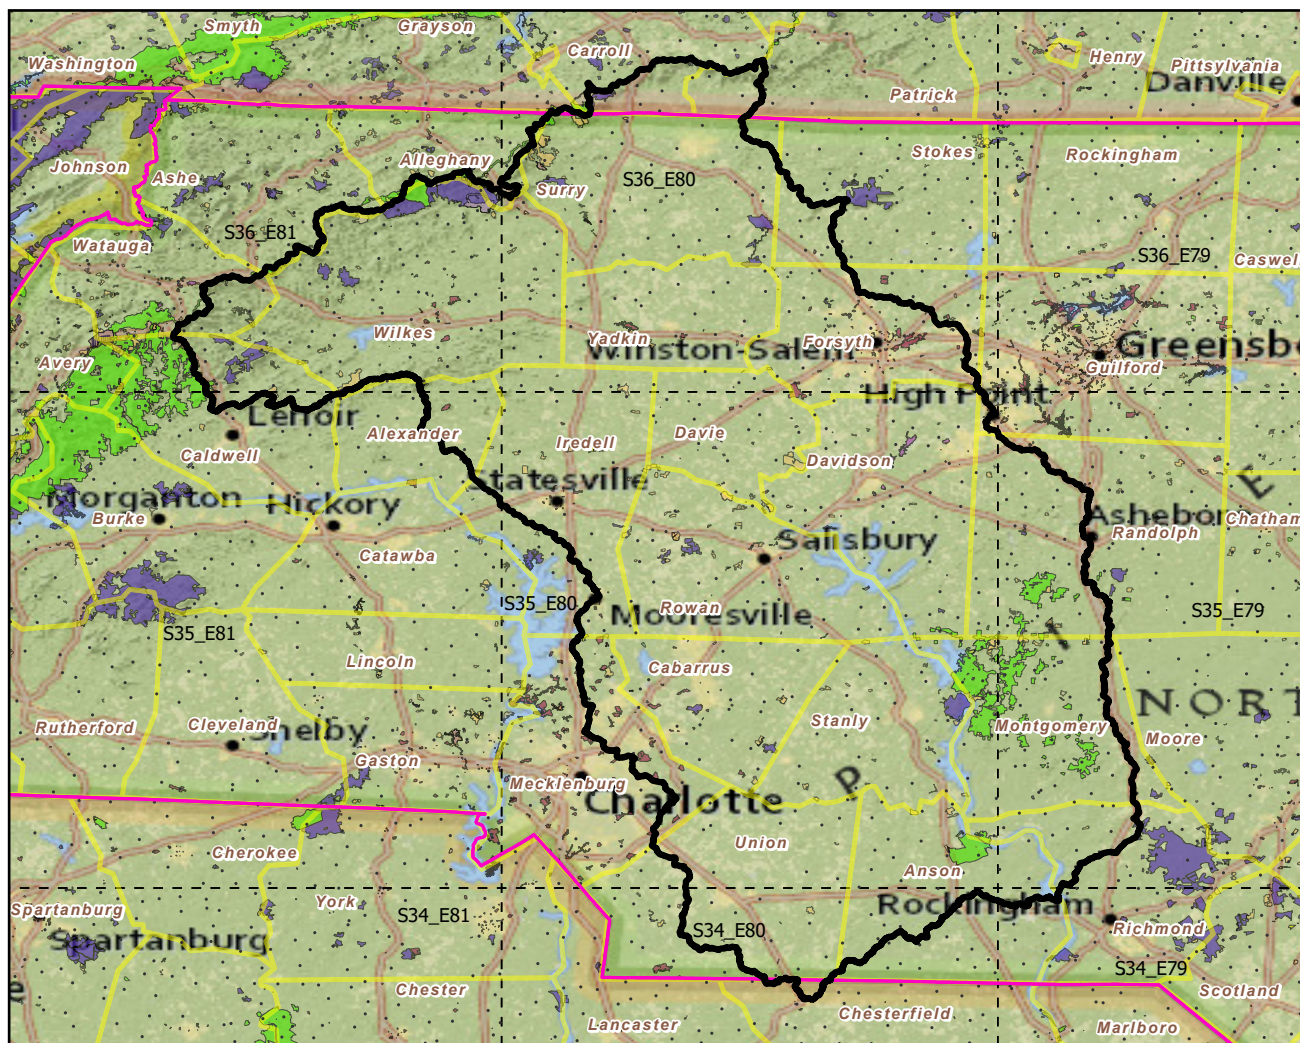 Smyth
Grayson
Carroll
Henry
Washington
Pittsylvania
Danville
Patrick
Stokes
Rockingham
Johnson
Ashe
Alleghany
Surry
S36_E80
S36_E81
Watauga
S36_E79
Caswell
Wilkes
Yadkin
Forsyth
Winston-Salem
Greensbo
Avery
Guilford
High Point
Lenoir
Alexander
Iredell
Davie
Caldwell
Davidson
Statesville
E
Morganton
Hickory
Burke
Asheboro
Chatham
Randolph
Catawba
Salisbury
S35_E80
Rowan
Mooresville
S35_E79
S35_E81
Lincoln
Cabarrus
NORT
Rutherford
Cleveland
Shelby
Stanly
Montgomery
Moore
Gaston
Mecklenburg
P
Charlotte
Cherokee
Union
Anson
York
Spartanburg
S34_E81
Rockingham
S34_E80
Richmond
Spartanburg
S34_E79
Chester
Scotland
Lancaster
Chesterfield
Marlboro